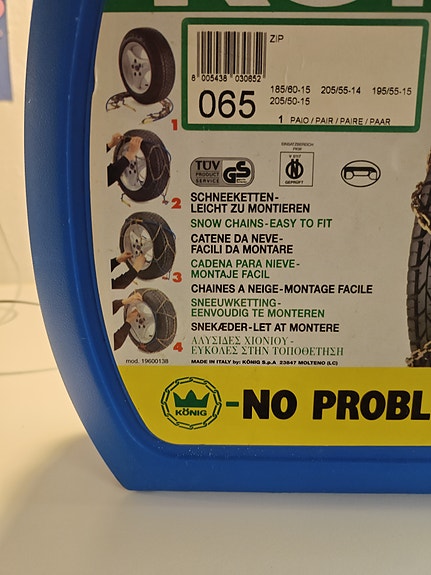 ZIP
8 005438 030652
065
185/60-15 205/55-14 195/55-15
205/50-15
1 PAIO / PAIR / PAIRE / PAAR
1
2
3
4
TÜV
PRODUCT
SERVICE
GS
GEPRÜFT
SCHNEEKETTEN-
LEICHT ZU MONTIEREN
SNOW CHAINS-EASY TO FIT
CATENE DA NEVE-
FACILI DA MONTARE
CADENA PARA NIEVE-
MONTAJE FACIL
CHAINES A NEIGE-MONTAGE FACILE
SNEEUWKETTING-
EENVOUDIG TE MONTEREN
SNEKÆDER-LET AT MONTERE
ΑΛΥΣΙΔΕΣ ΧΙΟΝΙΟΥ-
ΕΥΚΟΛΕΣ ΣΤΗΝ ΤΟΠΟΘΕΤΗΣΗ
mod. 19600138
MADE IN ITALY by: KÖNIG S.p.A 23847 MOLTENO (LC)
KÖNIG
-NO PROBL